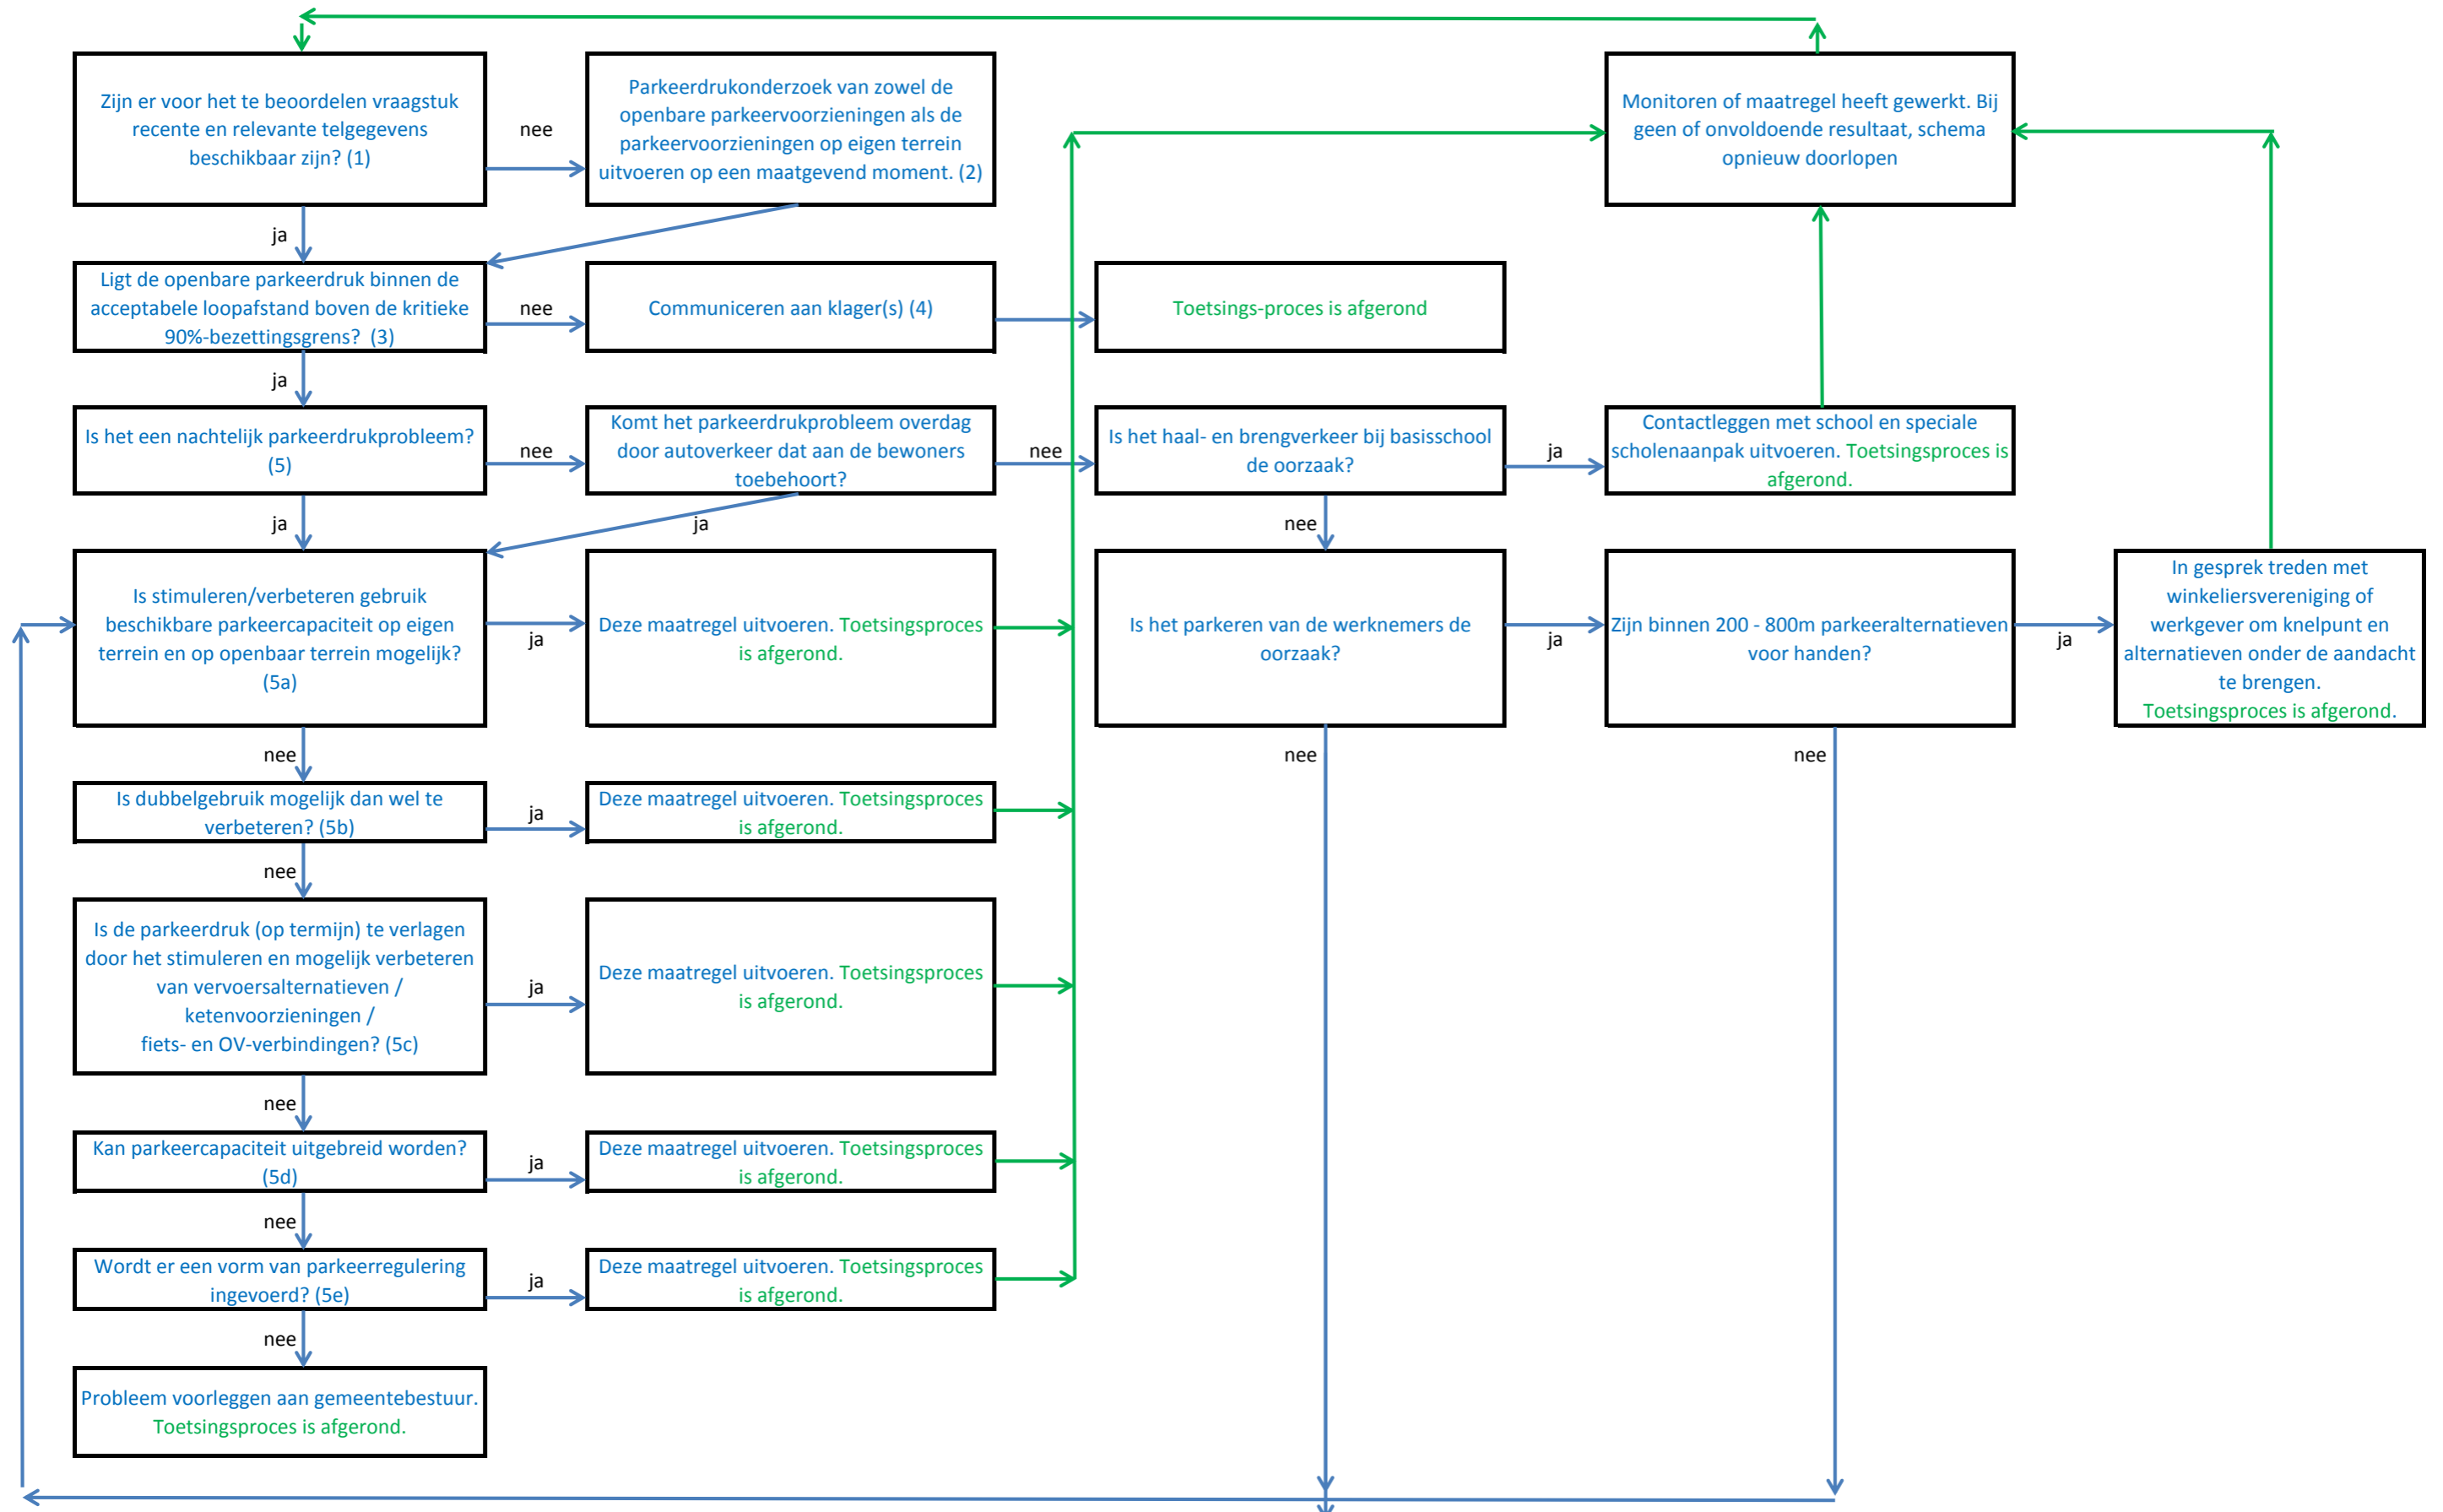 Zijn er voor het te beoordelen vraagstuk
recente en relevante telgegevens
beschikbaar zijn? (1)
nee
Parkeerdrukonderzoek van zowel de
openbare parkeervoorzieningen als de
parkeervoorzieningen op eigen terrein
uitvoeren op een maatgevend moment. (2)
Monitoren of maatregel heeft gewerkt. Bij
geen of onvoldoende resultaat, schema
opnieuw doorlopen
ja
Ligt de openbare parkeerdruk binnen de
acceptabele loopafstand boven de kritieke
90%-bezettingsgrens? (3)
nee
Communiceren aan klager(s) (4)
Toetsings-proces is afgerond
ja
Is het een nachtelijk parkeerdrukprobleem?
(5)
nee
Komt het parkeerdrukprobleem overdag
door autoverkeer dat aan de bewoners
toebehoort?
nee
Is het haal- en brengverkeer bij basisschool
de oorzaak?
ja
Contactleggen met school en speciale
scholenaanpak uitvoeren. Toetsingsproces is
afgerond.
ja
ja
nee
Is stimuleren/verbeteren gebruik
beschikbare parkeercapaciteit op eigen
terrein en op openbaar terrein mogelijk?
(5a)
ja
Deze maatregel uitvoeren. Toetsingsproces
is afgerond.
Is het parkeren van de werknemers de
oorzaak?
ja
Zijn binnen 200 - 800m parkeeralternatieven
voor handen?
ja
In gesprek treden met
winkeliersvereniging of
werkgever om knelpunt en
alternatieven onder de aandacht
te brengen.
Toetsingsproces is afgerond.
nee
nee
nee
Is dubbelgebruik mogelijk dan wel te
verbeteren? (5b)
ja
Deze maatregel uitvoeren. Toetsingsproces
is afgerond.
nee
Is de parkeerdruk (op termijn) te verlagen
door het stimuleren en mogelijk verbeteren
van vervoersalternatieven /
ketenvoorzieningen /
fiets- en OV-verbindingen? (5c)
ja
Deze maatregel uitvoeren. Toetsingsproces
is afgerond.
nee
Kan parkeercapaciteit uitgebreid worden?
(5d)
ja
Deze maatregel uitvoeren. Toetsingsproces
is afgerond.
nee
Wordt er een vorm van parkeerregulering
ingevoerd? (5e)
ja
Deze maatregel uitvoeren. Toetsingsproces
is afgerond.
nee
Probleem voorleggen aan gemeentebestuur.
Toetsingsproces is afgerond.